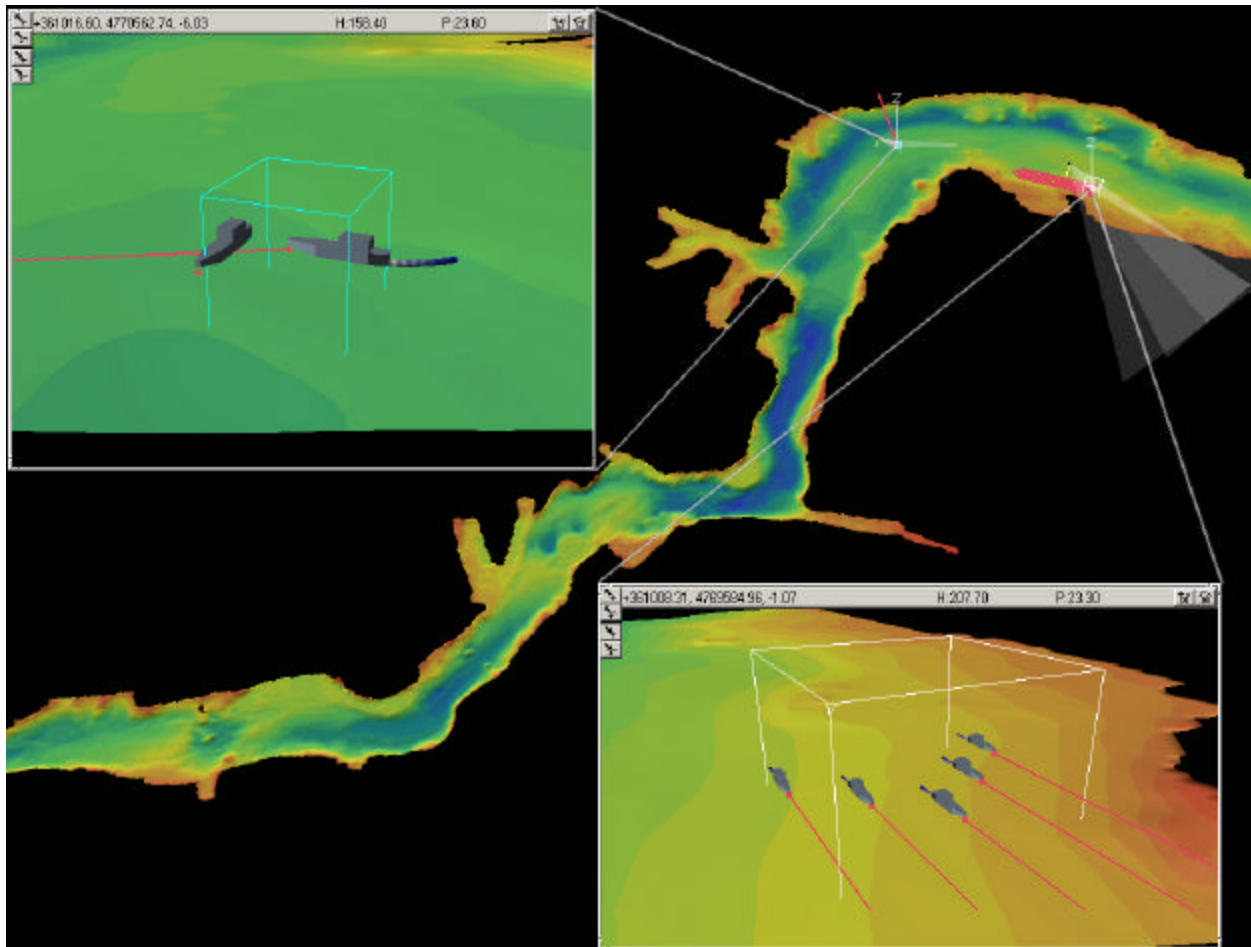 +361016.60, 4770562.74, -6.03 H:158.40 P:23.60
Z
Z
+361008.31, 4769584.96, -1.07 H:207.70 P:23.30